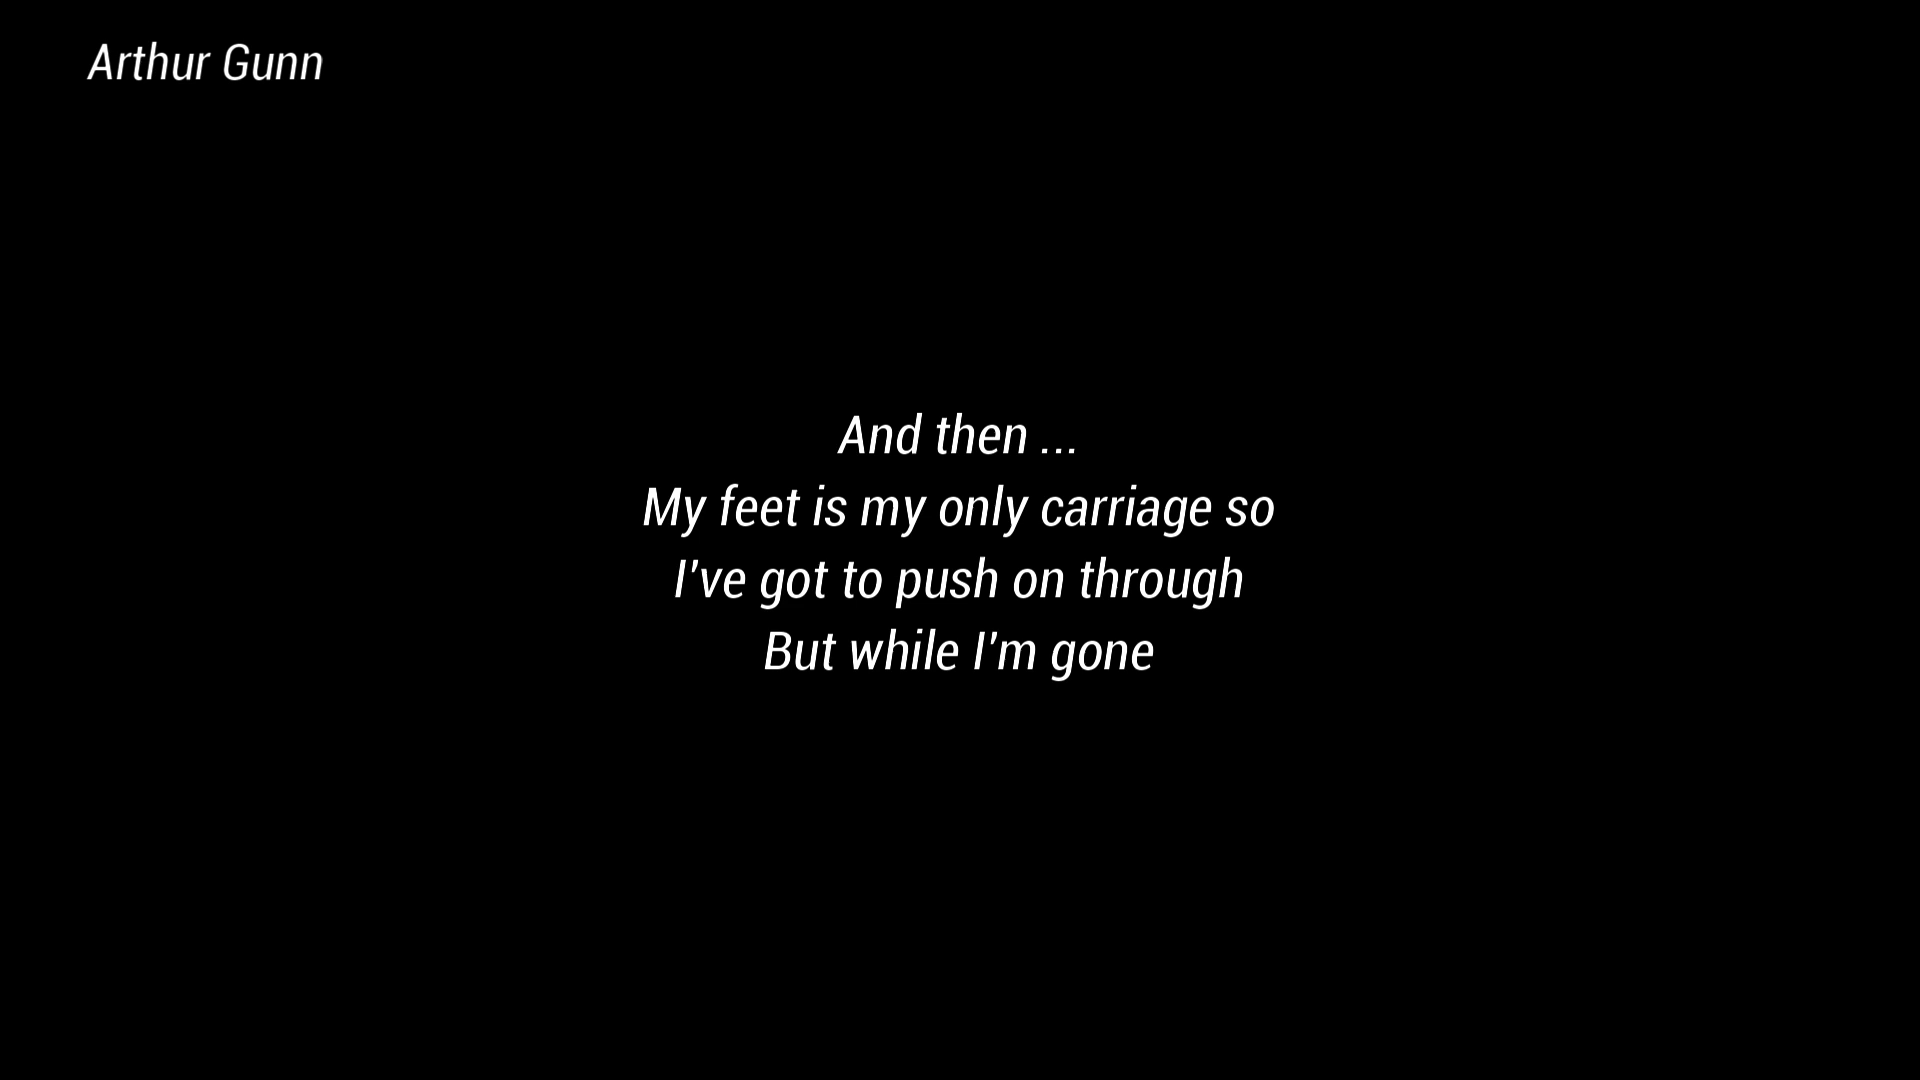 Arthur Gunn
And then ...
My feet is my only carriage so
I've got to push on through
But while I'm gone